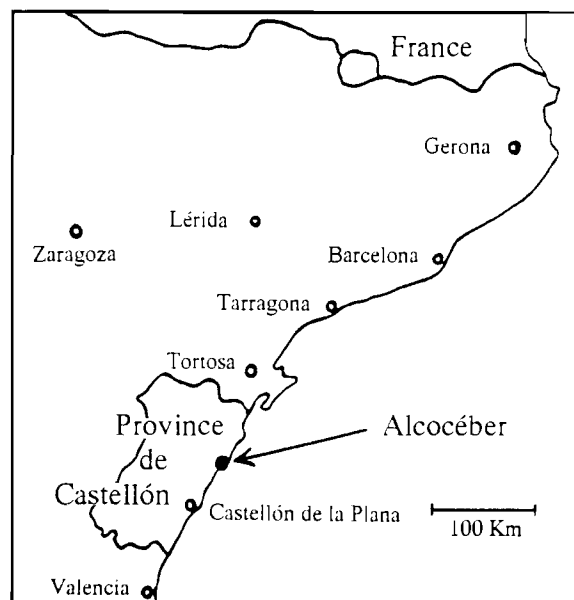 France
Gerona
Lérida
Zaragoza
Barcelona
Tarragona
Tortosa
Province
de
Castellón
Alcocéber
Castellón de la Plana
100 Km
Valencia